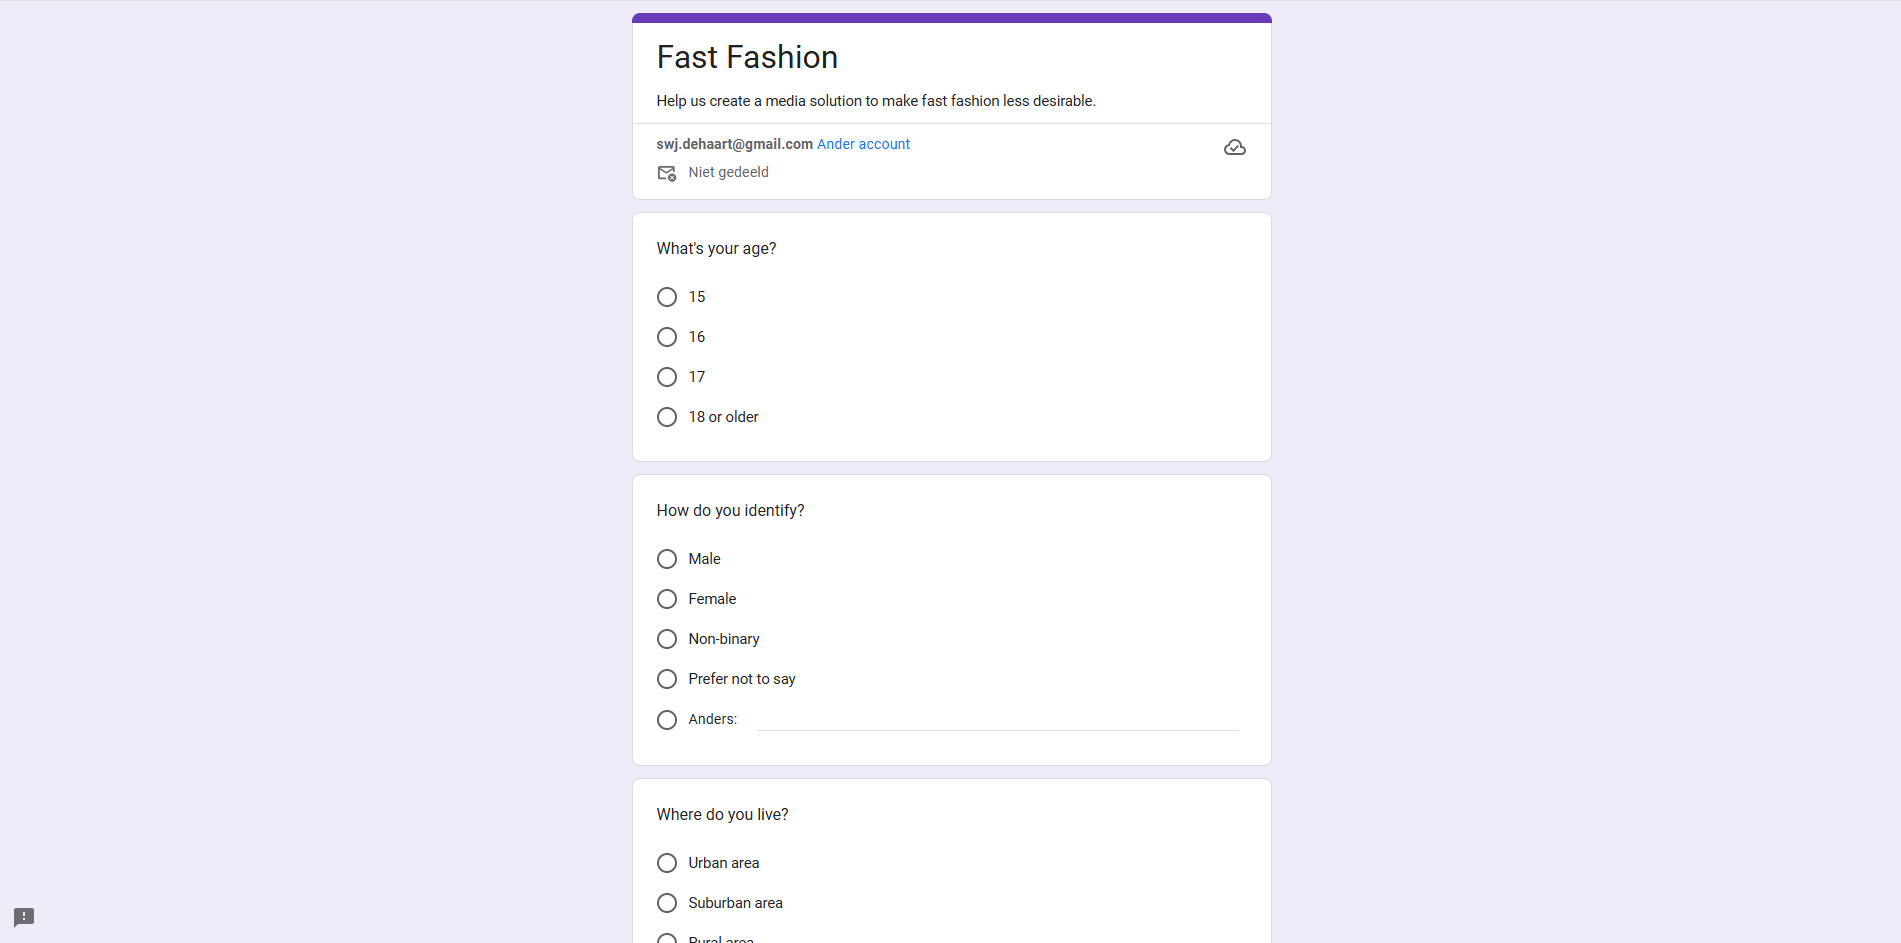 Fast Fashion
Help us create a media solution to make fast fashion less desirable.
swj.dehaart@gmail.com Ander account
Niet gedeeld
What's your age?
15
16
17
18 or older
How do you identify?
Male
Female
Non-binary
Prefer not to say
Anders:
Where do you live?
Urban area
Suburban area
Rural area